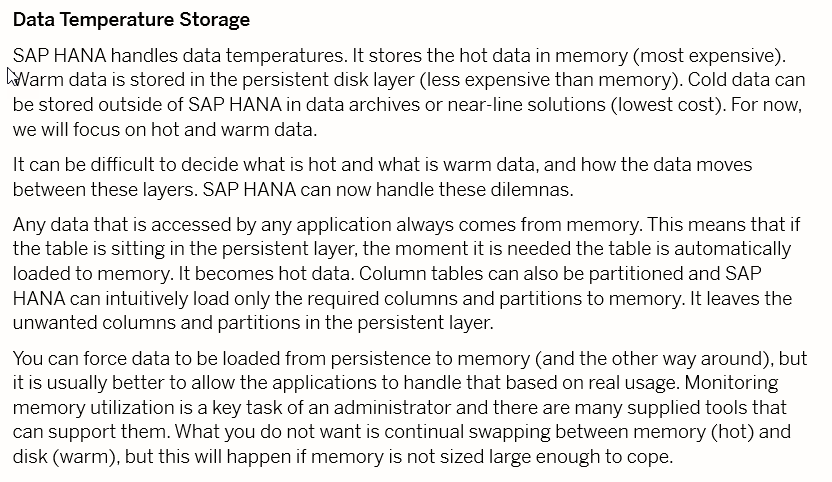 Data Temperature Storage
SAP HANA handles data temperatures. It stores the hot data in memory (most expensive).
Warm data is stored in the persistent disk layer (less expensive than memory). Cold data can
be stored outside of SAP HANA in data archives or near-line solutions (lowest cost). For now,
we will focus on hot and warm data.
It can be difficult to decide what is hot and what is warm data, and how the data moves
between these layers. SAP HANA can now handle these dilemnas.
Any data that is accessed by any application always comes from memory. This means that if
the table is sitting in the persistent layer, the moment it is needed the table is automatically
loaded to memory. It becomes hot data. Column tables can also be partitioned and SAP
HANA can intuitively load only the required columns and partitions to memory. It leaves the
unwanted columns and partitions in the persistent layer.
You can force data to be loaded from persistence to memory (and the other way around), but
it is usually better to allow the applications to handle that based on real usage. Monitoring
memory utilization is a key task of an administrator and there are many supplied tools that
can support them. What you do not want is continual swapping between memory (hot) and
disk (warm), but this will happen if memory is not sized large enough to cope.